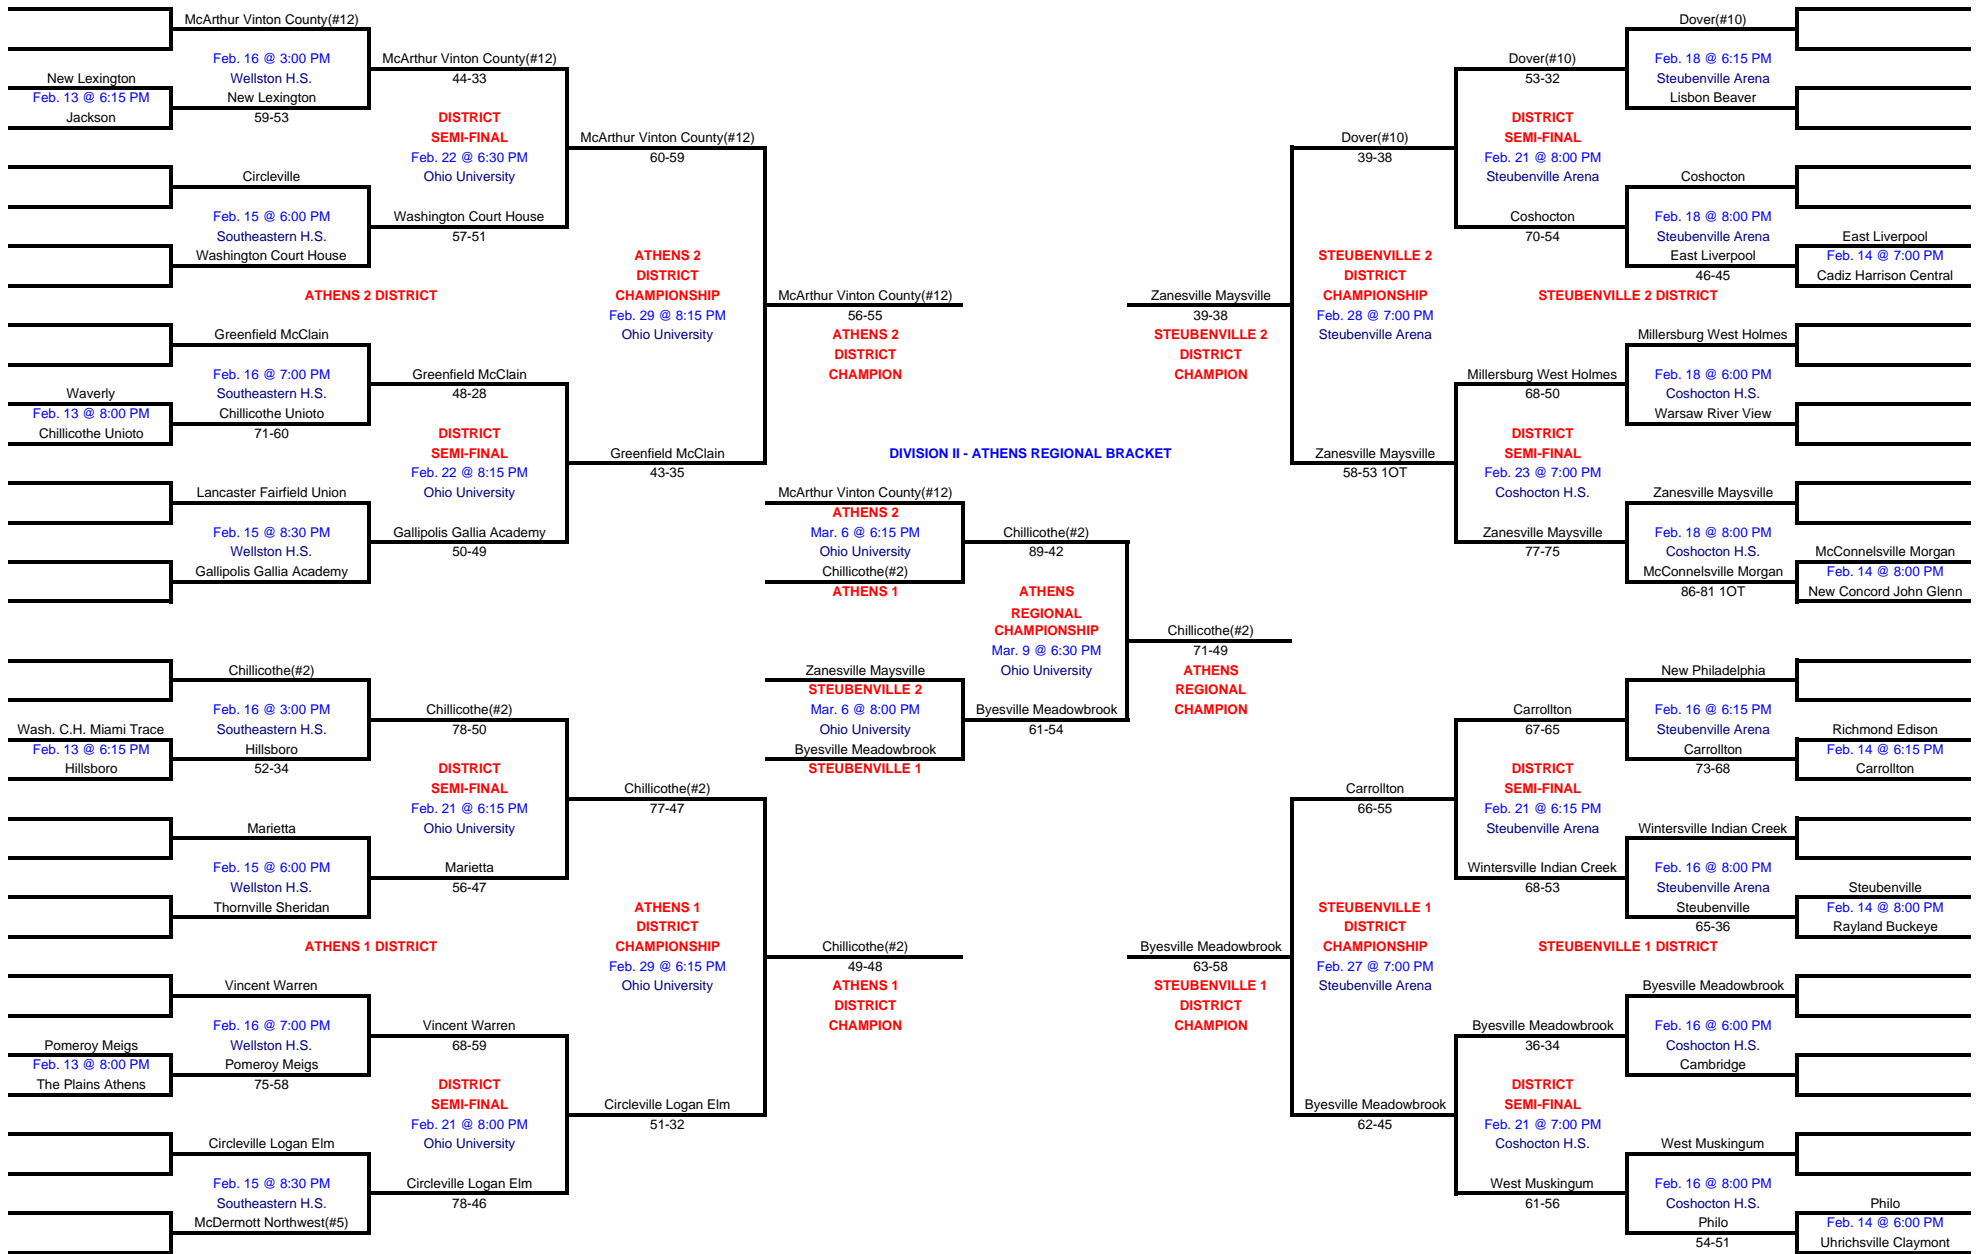 McArthur Vinton County(#12)
Feb. 16 @ 3:00 PM
Wellston H.S.
New Lexington
Feb. 13 @ 6:15 PM
Jackson
New Lexington
59-53
McArthur Vinton County(#12)
44-33
DISTRICT
SEMI-FINAL
Feb. 22 @ 6:30 PM
Ohio University
Circleville
Feb. 15 @ 6:00 PM
Southeastern H.S.
Washington Court House
Washington Court House
57-51
McArthur Vinton County(#12)
60-59
ATHENS 2
DISTRICT
CHAMPIONSHIP
Feb. 29 @ 8:15 PM
Ohio University
ATHENS 2 DISTRICT
McArthur Vinton County(#12)
56-55
ATHENS 2
DISTRICT
CHAMPION
Greenfield McClain
Feb. 16 @ 7:00 PM
Southeastern H.S.
Waverly
Feb. 13 @ 8:00 PM
Chillicothe Unioto
Chillicothe Unioto
71-60
Greenfield McClain
48-28
DISTRICT
SEMI-FINAL
Feb. 22 @ 8:15 PM
Ohio University
Greenfield McClain
43-35
Lancaster Fairfield Union
Feb. 15 @ 8:30 PM
Wellston H.S.
Gallipolis Gallia Academy
Gallipolis Gallia Academy
50-49
Chillicothe(#2)
Feb. 16 @ 3:00 PM
Southeastern H.S.
Wash. C.H. Miami Trace
Feb. 13 @ 6:15 PM
Hillsboro
Hillsboro
52-34
Chillicothe(#2)
78-50
DISTRICT
SEMI-FINAL
Feb. 21 @ 6:15 PM
Ohio University
Marietta
Feb. 15 @ 6:00 PM
Wellston H.S.
Thornville Sheridan
Marietta
56-47
Chillicothe(#2)
77-47
ATHENS 1
DISTRICT
CHAMPIONSHIP
Feb. 29 @ 6:15 PM
Ohio University
ATHENS 1 DISTRICT
Chillicothe(#2)
49-48
ATHENS 1
DISTRICT
CHAMPION
Vincent Warren
Feb. 16 @ 7:00 PM
Wellston H.S.
Pomeroy Meigs
Feb. 13 @ 8:00 PM
The Plains Athens
Pomeroy Meigs
75-58
Vincent Warren
68-59
DISTRICT
SEMI-FINAL
Feb. 21 @ 8:00 PM
Ohio University
Circleville Logan Elm
51-32
Circleville Logan Elm
Feb. 15 @ 8:30 PM
Southeastern H.S.
McDermott Northwest(#5)
Circleville Logan Elm
78-46
DIVISION II - ATHENS REGIONAL BRACKET
McArthur Vinton County(#12)
ATHENS 2
Mar. 6 @ 6:15 PM
Ohio University
Chillicothe(#2)
ATHENS 1
Chillicothe(#2)
89-42
ATHENS
REGIONAL
CHAMPIONSHIP
Mar. 9 @ 6:30 PM
Ohio University
Chillicothe(#2)
71-49
ATHENS
REGIONAL
CHAMPION
Zanesville Maysville
STEUBENVILLE 2
Mar. 6 @ 8:00 PM
Ohio University
Byesville Meadowbrook
STEUBENVILLE 1
Byesville Meadowbrook
61-54
Dover(#10)
Feb. 18 @ 6:15 PM
Steubenville Arena
Lisbon Beaver
Dover(#10)
53-32
DISTRICT
SEMI-FINAL
Feb. 21 @ 8:00 PM
Steubenville Arena
Dover(#10)
39-38
Coshocton
Feb. 18 @ 8:00 PM
Steubenville Arena
East Liverpool
46-45
East Liverpool
Feb. 14 @ 7:00 PM
Cadiz Harrison Central
Coshocton
70-54
STEUBENVILLE 2
DISTRICT
CHAMPIONSHIP
Feb. 28 @ 7:00 PM
Steubenville Arena
STEUBENVILLE 2 DISTRICT
Zanesville Maysville
39-38
STEUBENVILLE 2
DISTRICT
CHAMPION
Millersburg West Holmes
Feb. 18 @ 6:00 PM
Coshocton H.S.
Warsaw River View
Millersburg West Holmes
68-50
DISTRICT
SEMI-FINAL
Feb. 23 @ 7:00 PM
Coshocton H.S.
Zanesville Maysville
58-53 1OT
Zanesville Maysville
Feb. 18 @ 8:00 PM
Coshocton H.S.
McConnelsville Morgan
86-81 1OT
McConnelsville Morgan
Feb. 14 @ 8:00 PM
New Concord John Glenn
Zanesville Maysville
77-75
New Philadelphia
Feb. 16 @ 6:15 PM
Steubenville Arena
Carrollton
73-68
Richmond Edison
Feb. 14 @ 6:15 PM
Carrollton
Carrollton
67-65
DISTRICT
SEMI-FINAL
Feb. 21 @ 6:15 PM
Steubenville Arena
Carrollton
66-55
Wintersville Indian Creek
Feb. 16 @ 8:00 PM
Steubenville Arena
Steubenville
65-36
Steubenville
Feb. 14 @ 8:00 PM
Rayland Buckeye
Wintersville Indian Creek
68-53
STEUBENVILLE 1
DISTRICT
CHAMPIONSHIP
Feb. 27 @ 7:00 PM
Steubenville Arena
STEUBENVILLE 1 DISTRICT
Byesville Meadowbrook
63-58
STEUBENVILLE 1
DISTRICT
CHAMPION
Byesville Meadowbrook
Feb. 16 @ 6:00 PM
Coshocton H.S.
Cambridge
Byesville Meadowbrook
36-34
DISTRICT
SEMI-FINAL
Feb. 21 @ 7:00 PM
Coshocton H.S.
Byesville Meadowbrook
62-45
West Muskingum
Feb. 16 @ 8:00 PM
Coshocton H.S.
Philo
54-51
Philo
Feb. 14 @ 6:00 PM
Uhrichsville Claymont
West Muskingum
61-56